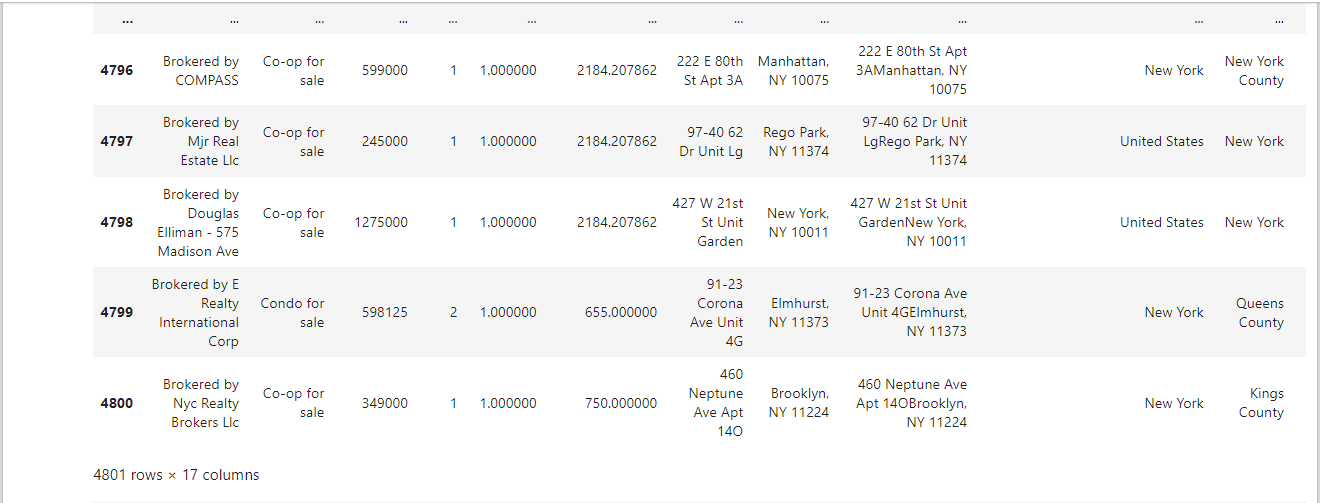 ... ... ... ... ... ... ... ... ... ... ... ...
4796 Brokered by COMPASS Co-op for sale 599000 1 1.000000 2184.207862 222 E 80th St Apt 3A Manhattan, NY 10075 222 E 80th St Apt 3AManhattan, NY 10075 New York New York County
4797 Brokered by Mjr Real Estate Llc Co-op for sale 245000 1 1.000000 2184.207862 97-40 62 Dr Unit Lg Rego Park, NY 11374 97-40 62 Dr Unit LgRego Park, NY 11374 United States New York
4798 Brokered by Douglas Elliman - 575 Madison Ave Co-op for sale 1275000 1 1.000000 2184.207862 427 W 21st St Unit Garden New York, NY 10011 427 W 21st St Unit GardenNew York, NY 10011 United States New York
4799 Brokered by E Realty International Corp Condo for sale 598125 2 1.000000 655.000000 91-23 Corona Ave Unit 4G Elmhurst, NY 11373 91-23 Corona Ave Unit 4GElmhurst, NY 11373 New York Queens County
4800 Brokered by Nyc Realty Brokers Llc Co-op for sale 349000 1 1.000000 750.000000 460 Neptune Ave Apt 14O Brooklyn, NY 11224 460 Neptune Ave Apt 14OBrooklyn, NY 11224 New York Kings County
4801 rows × 17 columns